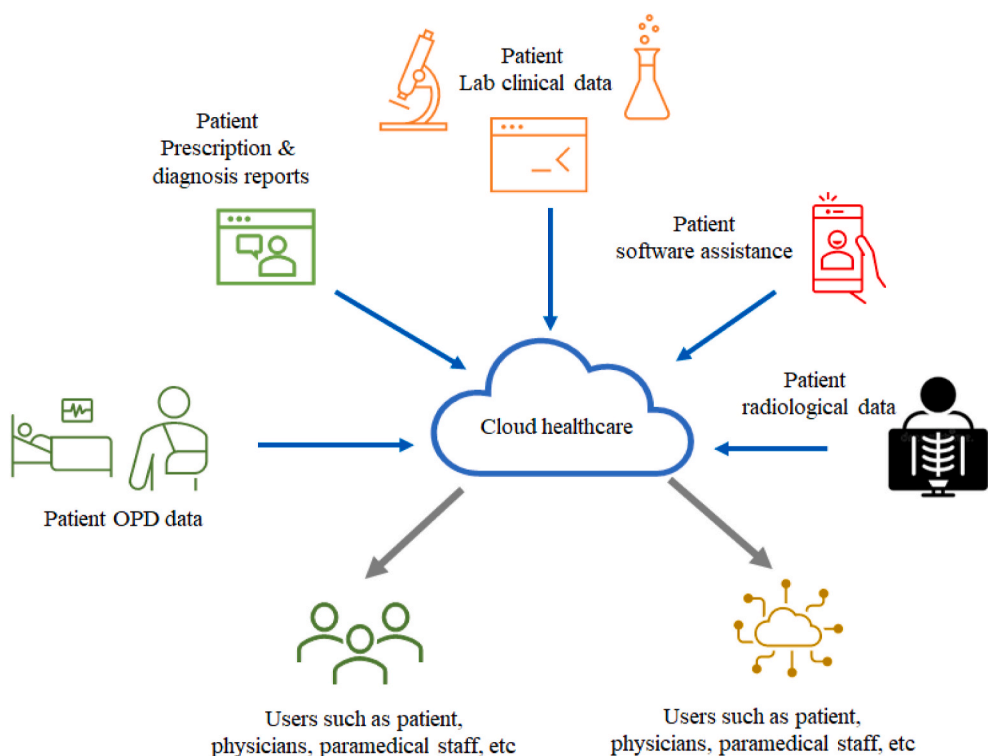 Patient
Lab clinical data
Patient
Prescription &
diagnosis reports
Patient
software assistance
Patient
radiological data
Cloud healthcare
Patient OPD data
Users such as patient,
physicians, paramedical staff, etc
Users such as patient,
physicians, paramedical staff, etc